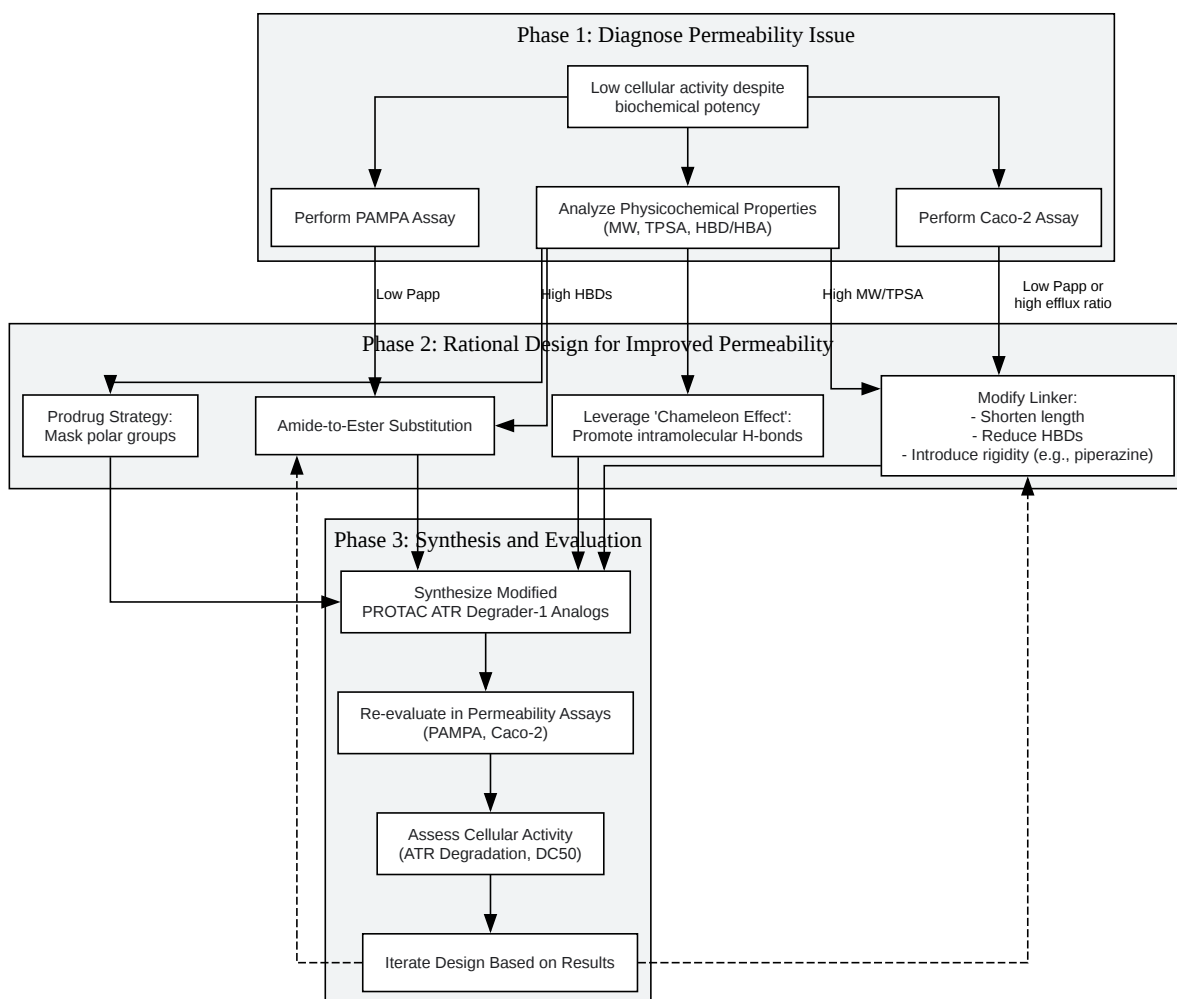 Phase 1: Diagnose Permeability Issue
Low cellular activity despite
biochemical potency
Perform PAMPA Assay
Analyze Physicochemical Properties
(MW, TPSA, HBD/HBA)
Perform Caco-2 Assay
Low Papp
High HBDs
High MW/TPSA
Low Papp or
high efflux ratio
Phase 2: Rational Design for Improved Permeability
Prodrug Strategy:
Mask polar groups
Amide-to-Ester Substitution
Leverage 'Chameleon Effect':
Promote intramolecular H-bonds
Modify Linker:
- Shorten length
- Reduce HBDs
- Introduce rigidity (e.g., piperazine)
Phase 3: Synthesis and Evaluation
Synthesize Modified
PROTAC ATR Degrader-1 Analogs
Re-evaluate in Permeability Assays
(PAMPA, Caco-2)
Assess Cellular Activity
(ATR Degradation, DC50)
Iterate Design Based on Results